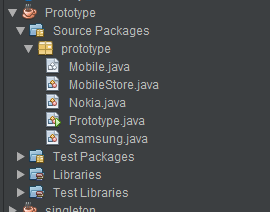 Prototype
Source Packages
prototype
Mobile.java
MobileStore.java
Nokia.java
Prototype.java
Samsung.java
Test Packages
Libraries
Test Libraries
singleton